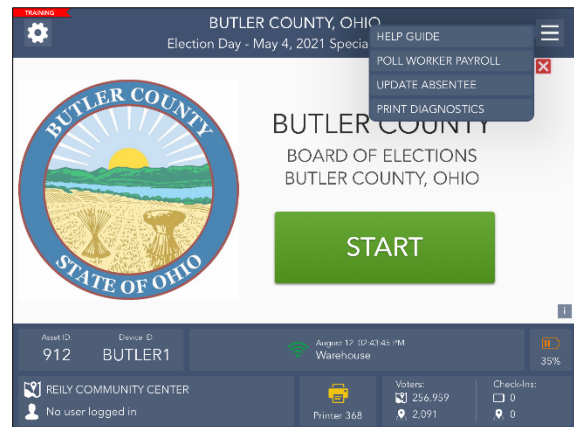 TRAINING
BUTLER COUNTY, OHIO
Election Day - May 4, 2021 Specia
HELP GUIDE
POLL WORKER PAYROLL
UPDATE ABSENTEE
PRINT DIAGNOSTICS
BUTLER COUNTY
STATE OF OHIO
BUTLER COUNTY
BOARD OF ELECTIONS
BUTLER COUNTY, OHIO
START
i
Asset ID:
912
Device ID:
BUTLER1
August 12 02:43:45 PM
Warehouse
35%
REILY COMMUNITY CENTER
No user logged in
Printer 368
Voters:
256,959
2,091
Check-Ins:
0
0